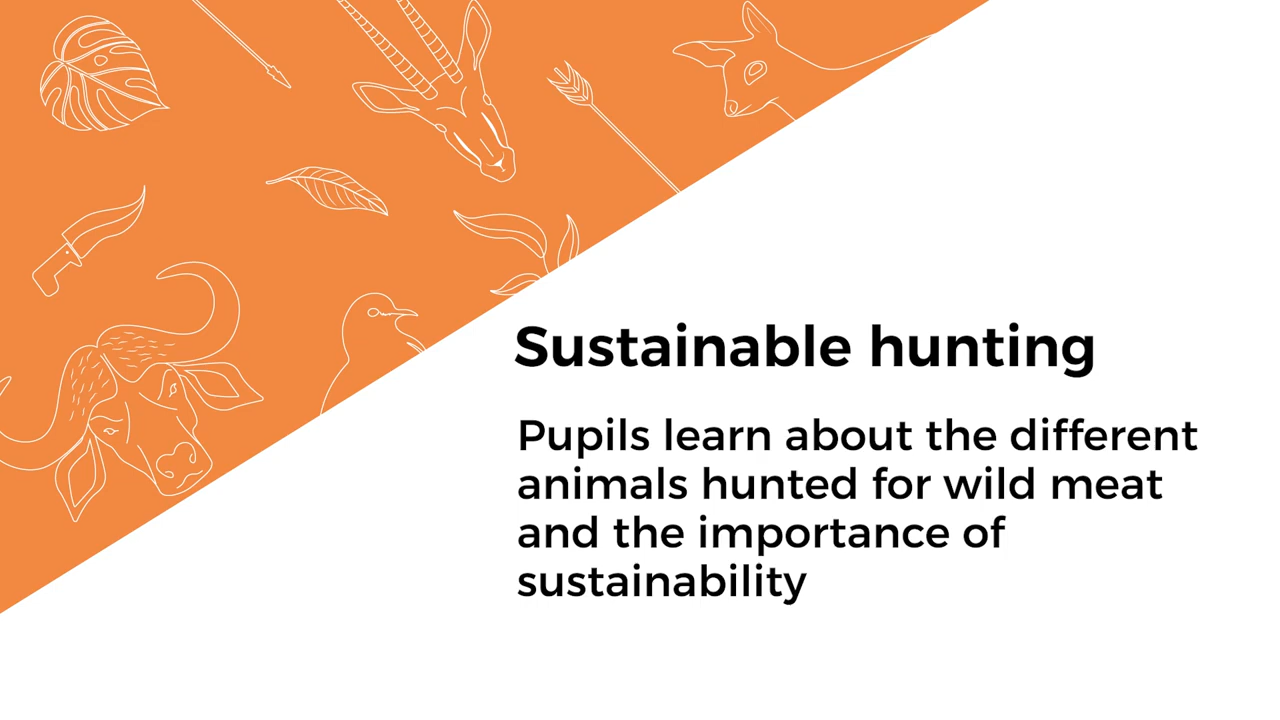 Sustainable hunting
Pupils learn about the different
animals hunted for wild meat
and the importance of
sustainability